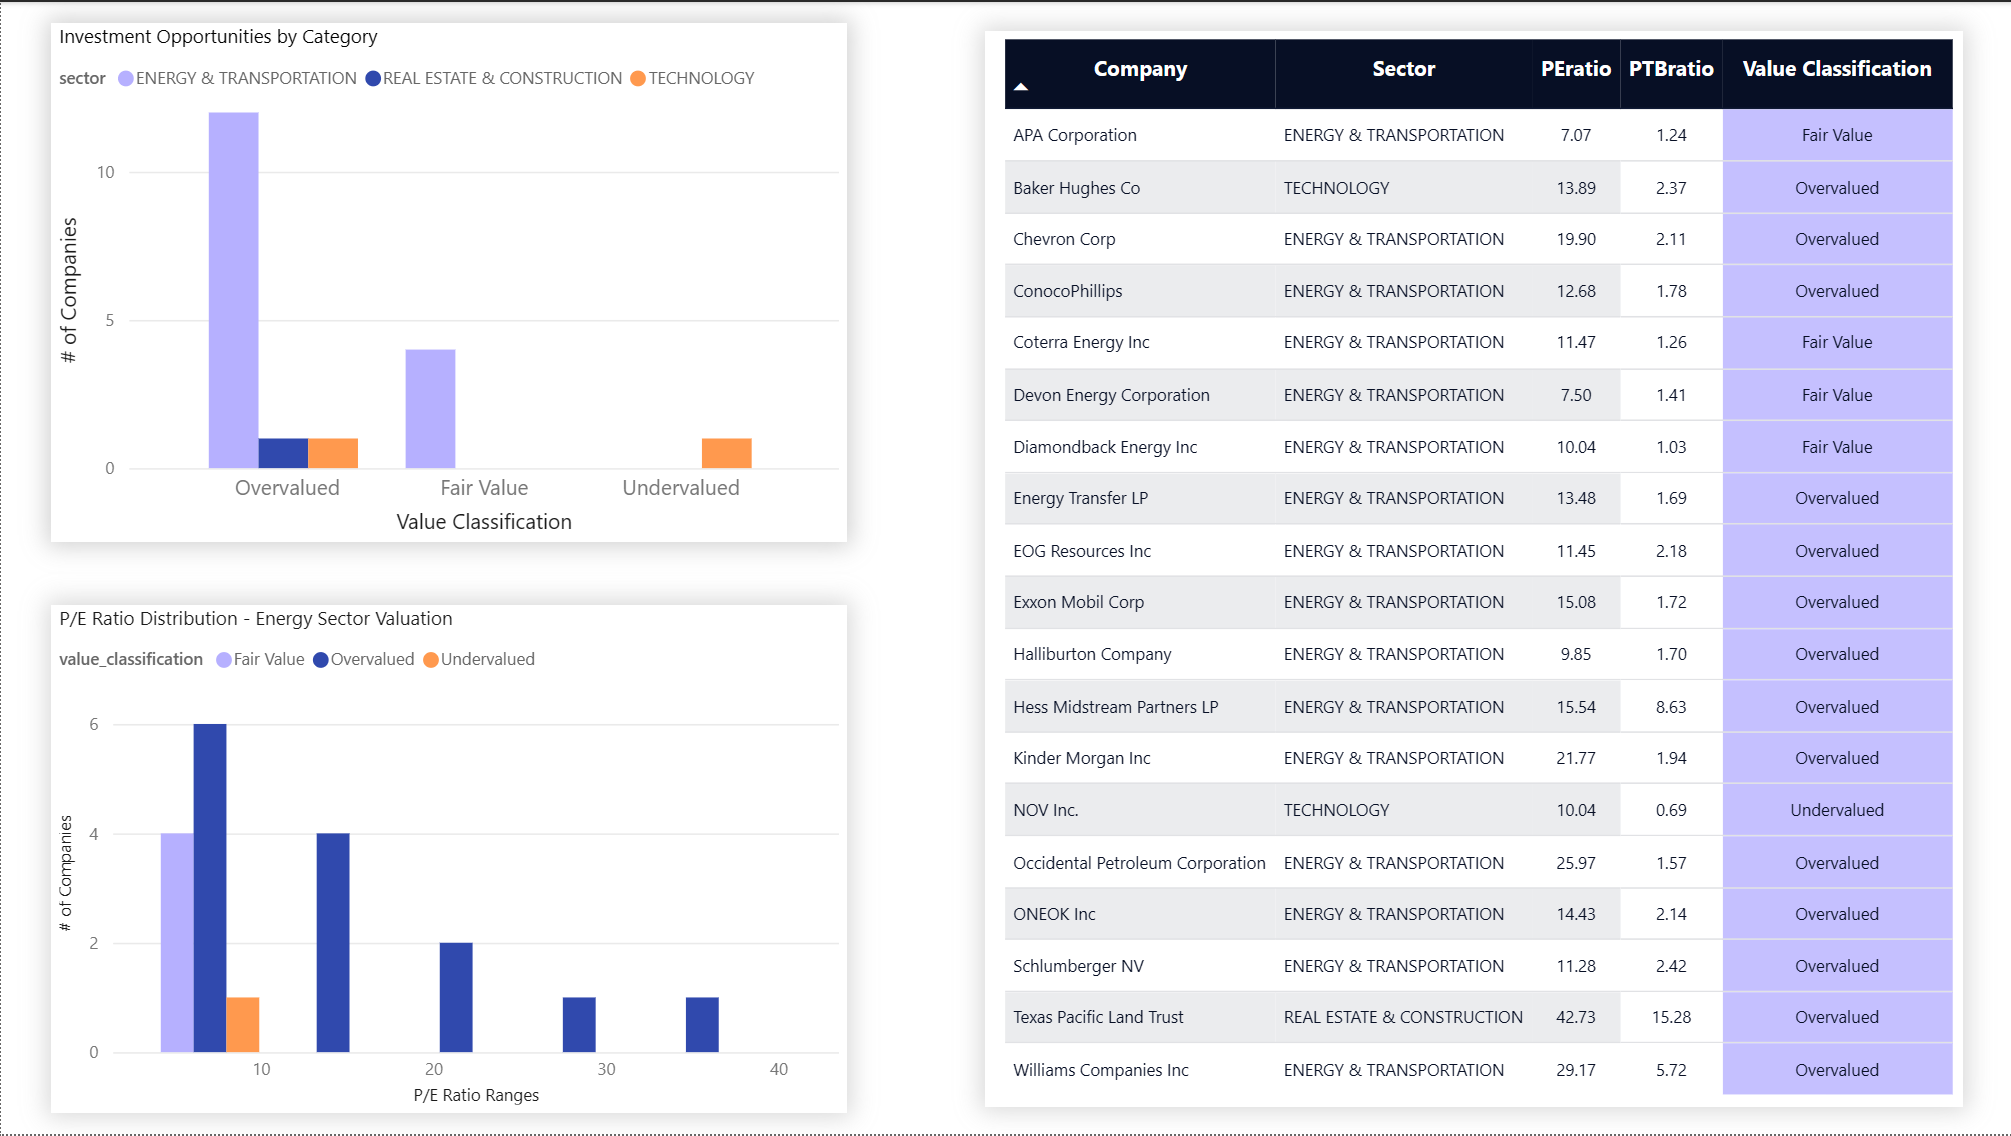 Investment Opportunities by Category
sector ENERGY & TRANSPORTATION REAL ESTATE & CONSTRUCTION TECHNOLOGY
# of Companies
10
5
0
Overvalued Fair Value Undervalued
Value Classification
P/E Ratio Distribution - Energy Sector Valuation
value_classification Fair Value Overvalued Undervalued
# of Companies
6
4
2
0
10 20 30 40
P/E Ratio Ranges
Company Sector PEratio PTBratio Value Classification
APA Corporation ENERGY & TRANSPORTATION 7.07 1.24 Fair Value
Baker Hughes Co TECHNOLOGY 13.89 2.37 Overvalued
Chevron Corp ENERGY & TRANSPORTATION 19.90 2.11 Overvalued
ConocoPhillips ENERGY & TRANSPORTATION 12.68 1.78 Overvalued
Coterra Energy Inc ENERGY & TRANSPORTATION 11.47 1.26 Fair Value
Devon Energy Corporation ENERGY & TRANSPORTATION 7.50 1.41 Fair Value
Diamondback Energy Inc ENERGY & TRANSPORTATION 10.04 1.03 Fair Value
Energy Transfer LP ENERGY & TRANSPORTATION 13.48 1.69 Overvalued
EOG Resources Inc ENERGY & TRANSPORTATION 11.45 2.18 Overvalued
Exxon Mobil Corp ENERGY & TRANSPORTATION 15.08 1.72 Overvalued
Halliburton Company ENERGY & TRANSPORTATION 9.85 1.70 Overvalued
Hess Midstream Partners LP ENERGY & TRANSPORTATION 15.54 8.63 Overvalued
Kinder Morgan Inc ENERGY & TRANSPORTATION 21.77 1.94 Overvalued
NOV Inc. TECHNOLOGY 10.04 0.69 Undervalued
Occidental Petroleum Corporation ENERGY & TRANSPORTATION 25.97 1.57 Overvalued
ONEOK Inc ENERGY & TRANSPORTATION 14.43 2.14 Overvalued
Schlumberger NV ENERGY & TRANSPORTATION 11.28 2.42 Overvalued
Texas Pacific Land Trust REAL ESTATE & CONSTRUCTION 42.73 15.28 Overvalued
Williams Companies Inc ENERGY & TRANSPORTATION 29.17 5.72 Overvalued